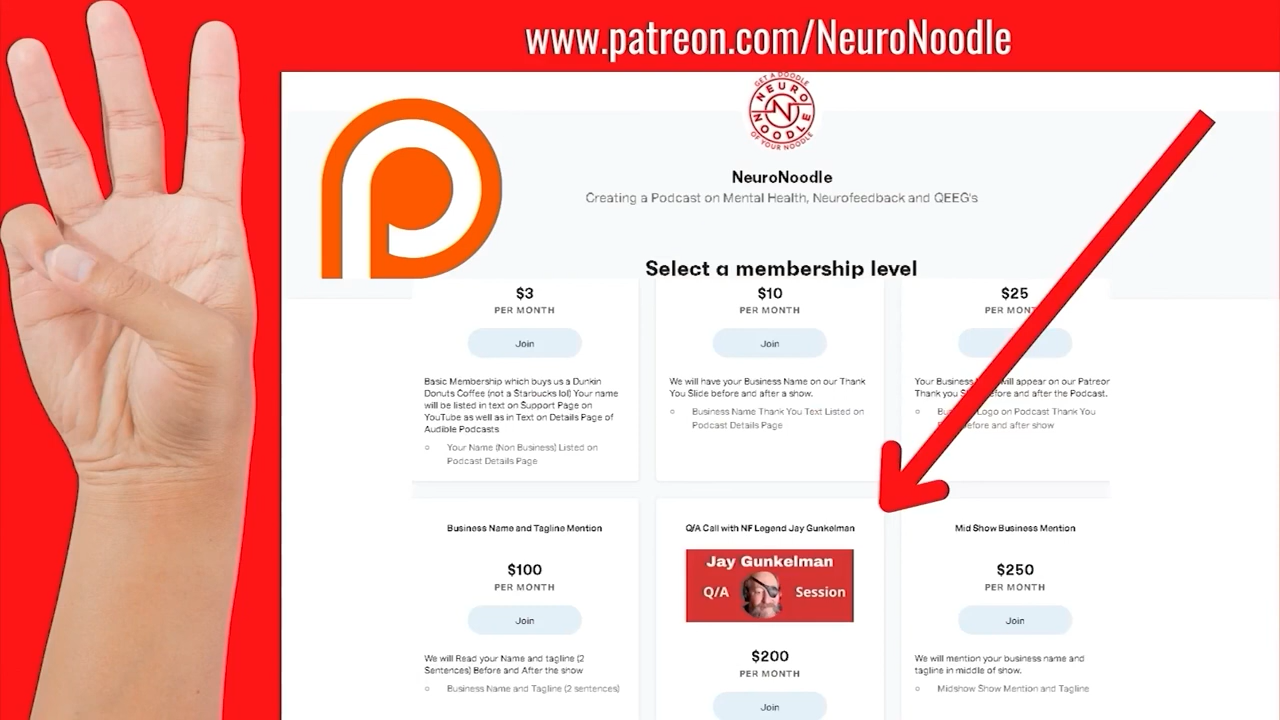 www.patreon.com/NeuroNoodle
GET A DOODLE
NEURO
N
NOODLE
OF YOUR NOODLE
NeuroNoodle
Creating a Podcast on Mental Health, Neurofeedback and QEEG's
Select a membership level
$3
PER MONTH
Join
Basic Membership which buys us a Dunkin
Donuts Coffee (not a Starbucks lol) Your name
will be listed in text on Support Page on
YouTube as well as in Text on Details Page of
Audible Podcasts
Your Name (Non Business) Listed on
Podcast Details Page
$10
PER MONTH
Join
We will have your Business Name on our Thank
You Slide before and after a show.
Business Name Thank You Text Listed on
Podcast Details Page
$25
PER MON
Your Business will appear on our Patreon
Thank you before and after the Podcast.
Logo on Podcast Thank You
before and after show
Business Name and Tagline Mention
$100
PER MONTH
Join
We will Read your Name and tagline (2
Sentences) Before and After the show
Business Name and Tagline (2 sentences)
Q/A Call with NF Legend Jay Gunkelman
Jay Gunkelman
Q/A Session
$200
PER MONTH
Join
Mid Show Business Mention
$250
PER MONTH
Join
We will mention your business name and
tagline in middle of show.
Midshow Show Mention and Tagline